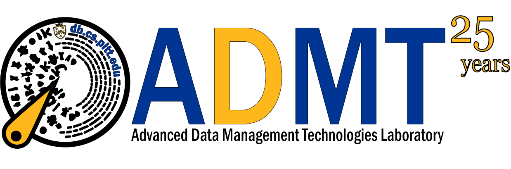 db.cs.pitt.edu
ADMT
25
years
Advanced Data Management Technologies Laboratory